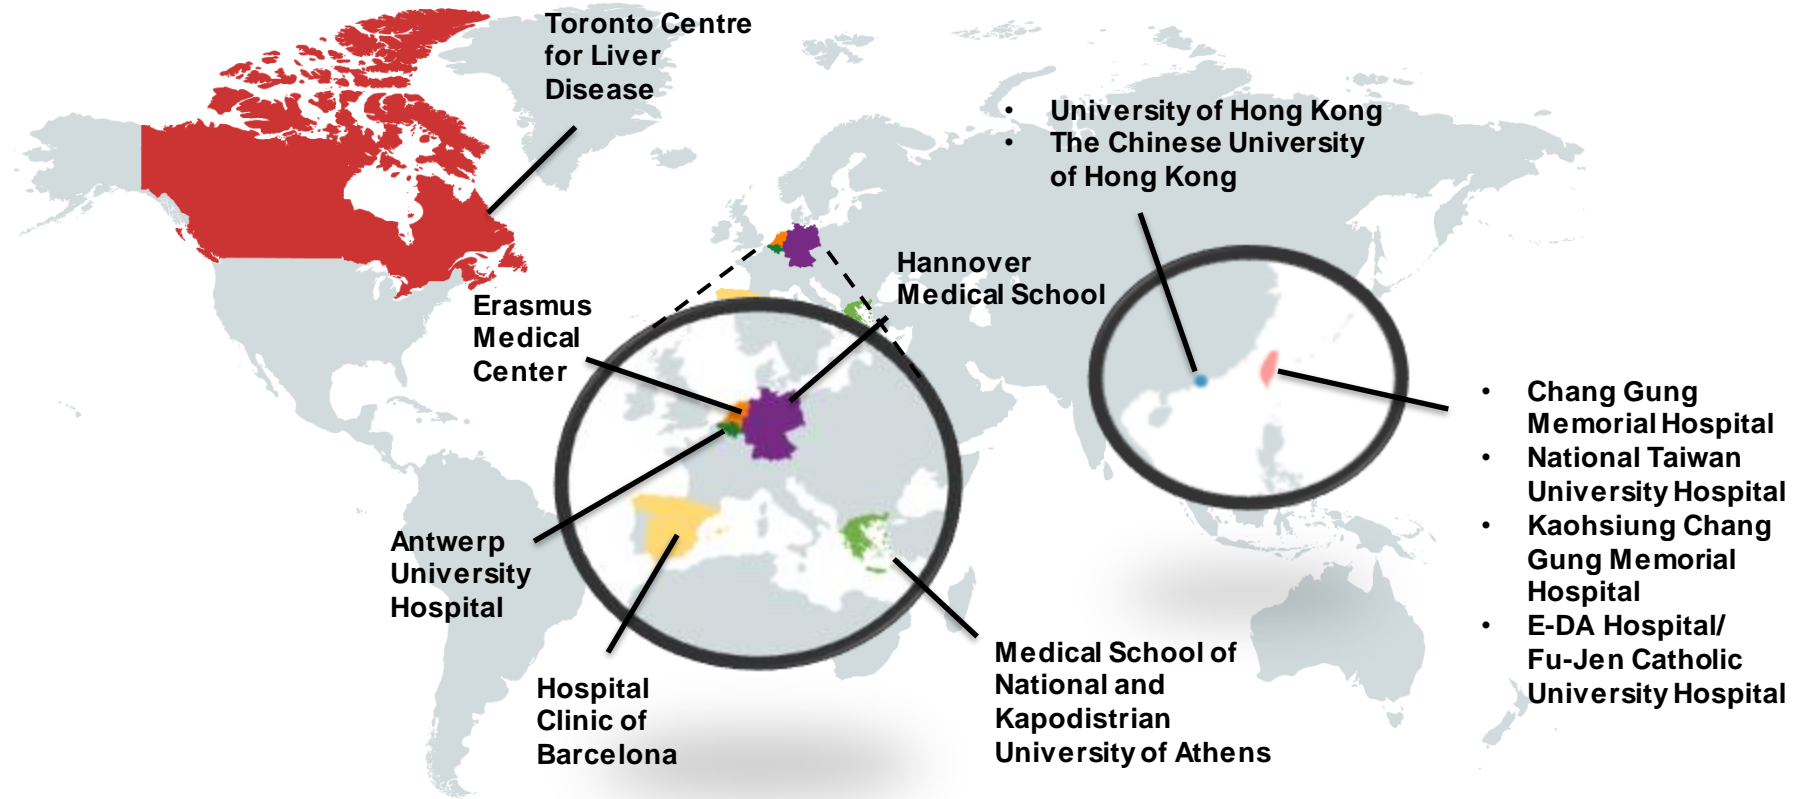 Toronto Centre
for Liver
Disease
• University of Hong Kong
• The Chinese University
of Hong Kong
Hannover
Medical School
Erasmus
Medical
Center
Antwerp
University
Hospital
Hospital
Clinic of
Barcelona
Medical School of
National and
Kapodistrian
University of Athens
• Chang Gung
Memorial Hospital
• National Taiwan
University Hospital
• Kaohsiung Chang
Gung Memorial
Hospital
• E-DA Hospital/
Fu-Jen Catholic
University Hospital